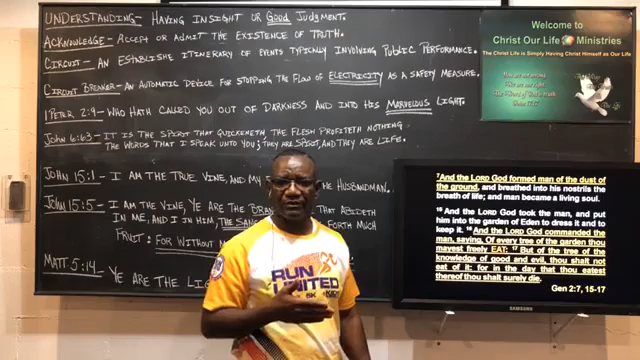 UNDERSTANDING- HAVING INSIGHT OR GOOD JUDGMENT.
ACKNOWLEDGE- ACCEPT OR ADMIT THE EXISTENCE OF TRUTH.
CIRCUIT- AN ESTABLISHE ITINERARY OF EVENTS TYPICALLY INVOLVING PUBLIC PERFORMANCE.
CIRCUIT BREAKER- AN AUTOMATIC DEVICE FOR STOPPING THE FLOW OF ELECTRICITY AS A SAFETY MEASURE.
1 PETER, 2:9- WHO HATH CALLED YOU OUT OF DARKNESS AND INTO HIS MARVELOUS LIGHT.
JOHN 6:63- IT IS THE SPIRIT THAT QUICKENETH THE FLESH PROFITETH NOTHING
THE WORDS THAT I SPEAK UNTO YOU; THEY ARE SPIRIT, AND THEY ARE LIFE.
JOHN 15:1- I AM THE TRUE VINE, AND MY THE HUSBANDMAN.
JOHN 15:5- I AM THE VINE, YE ARE THE THAT ABIDETH
IN ME, AND I IN HIM, THE FORTH MUCH
FRUIT: FOR WITHOUT
MATT 5:14- YE ARE THE
Welcome to
Christ Our Life Ministries
The Christ Life is Simply Having Christ Himself as Our Life
The Life
7And the LORD God formed man of the dust of
the ground, and breathed into his nostrils the
breath of life; and man became a living soul.
15 And the LORD God took the man, and put
him into the garden of Eden to dress it and to
keep it. 16 And the LORD God commanded the
man, saying, Of every tree of the garden thou
mayest freely EAT: 17 But of the tree of the
knowledge of good and evil, thou shalt not
eat of it: for in the day that thou eatest
thereof thou shalt surely die.
Gen 2:7, 15-17
SAMSUNG
RUN
UNITED
5K